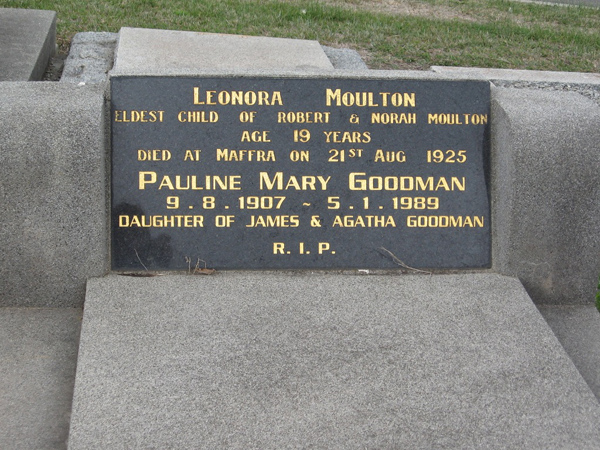 Leonora Moulton
ELDEST CHILD OF ROBERT & NORAH MOULTON
AGE 19 YEARS
DIED AT MAFFRA ON 21ST AUG 1925
PAULINE MARY GOODMAN
9.8.1907 ~ 5.1.1989
DAUGHTER OF JAMES & AGATHA GOODMAN
R.I.P.